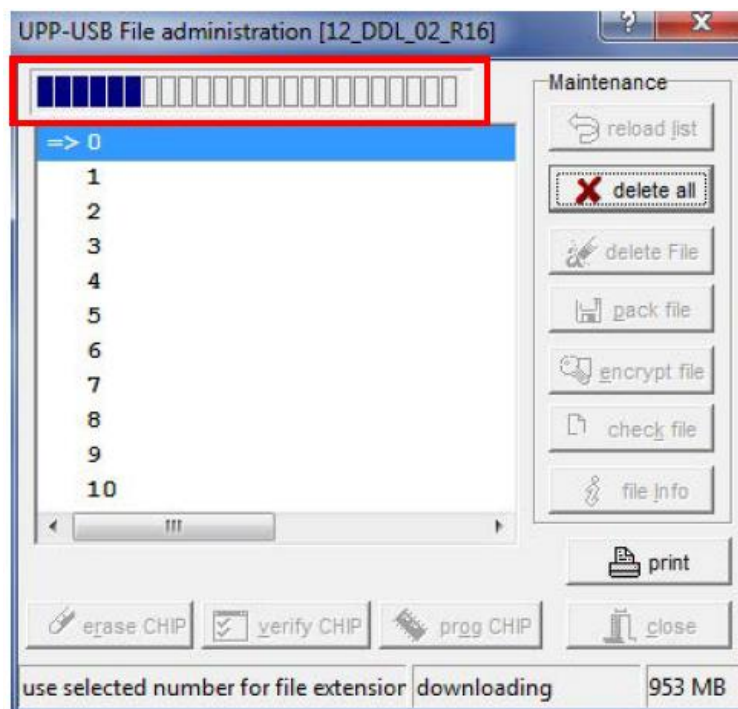 UPP-USB File administration [12_DDL_02_R16]
?
X
Maintenance
reload list
=> 0
1
2
3
4
5
6
7
8
9
10
delete all
delete File
pack file
encrypt file
check file
file Info
print
erase CHIP
verify CHIP
prog CHIP
close
use selected number for file extension
downloading
953 MB